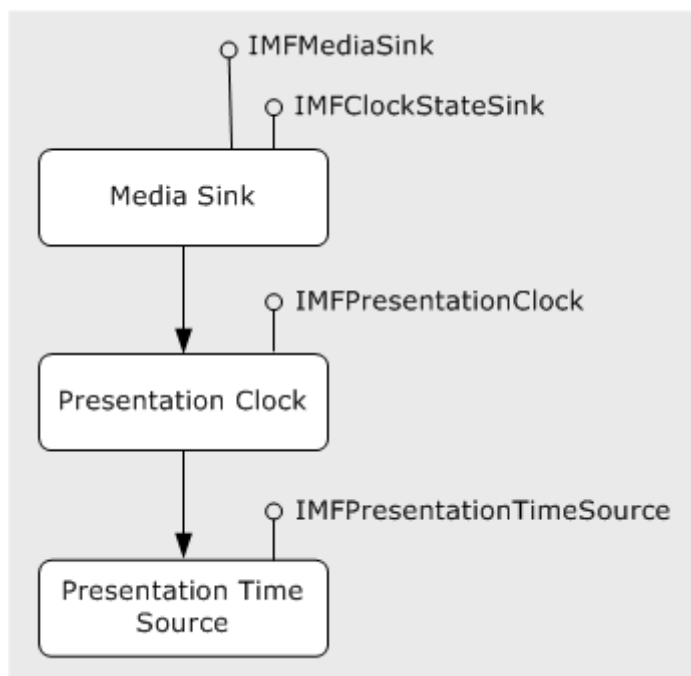 IMFMediaSink
IMFClockStateSink
Media Sink
IMFPresentationClock
Presentation Clock
IMFPresentationTimeSource
Presentation Time
Source